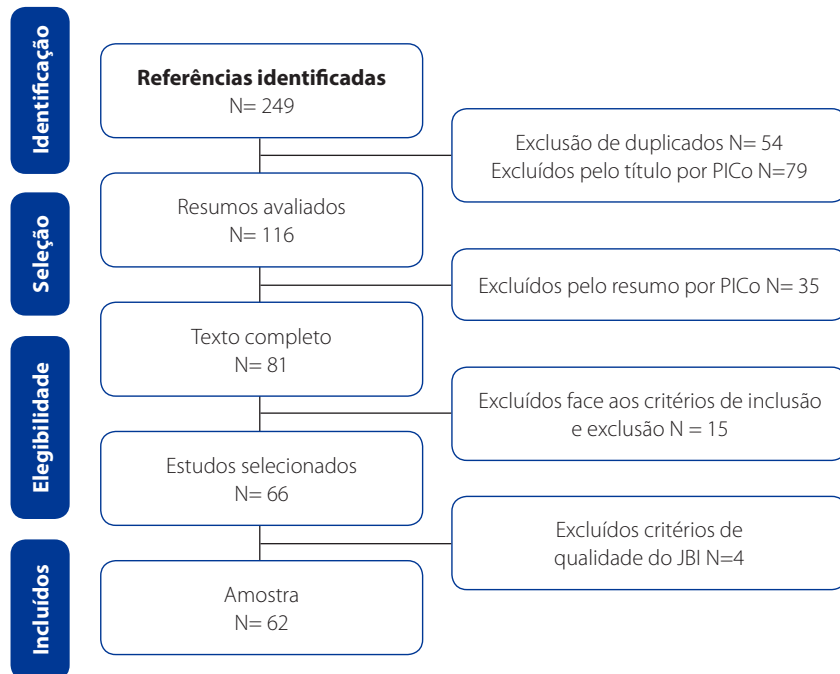 Identificação
Referências identificadas
N= 249
Exclusão de duplicados N= 54
Excluídos pelo título por PICo N=79
Seleção
Resumos avaliados
N= 116
Excluídos pelo resumo por PICo N= 35
Elegibilidade
Texto completo
N= 81
Excluídos face aos critérios de inclusão
e exclusão N = 15
Estudos selecionados
N= 66
Excluídos critérios de
qualidade do JBI N=4
Incluídos
Amostra
N= 62